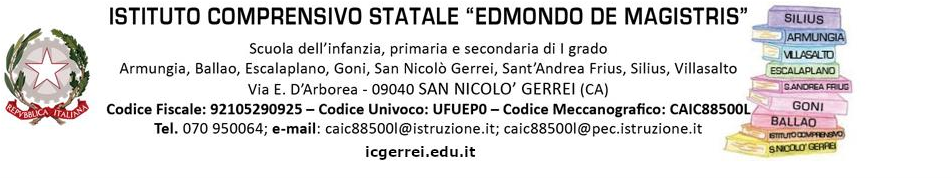 ISTITUTO COMPRENSIVO STATALE “EDMONDO DE MAGISTRIS”
Scuola dell’infanzia, primaria e secondaria di I grado
Armungia, Ballao, Escalaplano, Goni, San Nicolò Gerrei, Sant’Andrea Frius, Silius, Villasalto
Via E. D’Arborea - 09040 SAN NICOLO’ GERREI (CA)
Codice Fiscale: 92105290925 – Codice Univoco: UFUEP0 – Codice Meccanografico: CAIC88500L
Tel. 070 950064; e-mail: caic88500l@istruzione.it; caic88500l@pec.istruzione.it
icgerrei.edu.it
REPVBBLICA ITALIANA
SILIUS
ARMUNGIA
VILLASALTO
ESCALAPLANO
S.ANDREA FRIUS
GONI
BALLAO
ISTITUTO COMPRENSIVO
S.NICOLO' GERREI